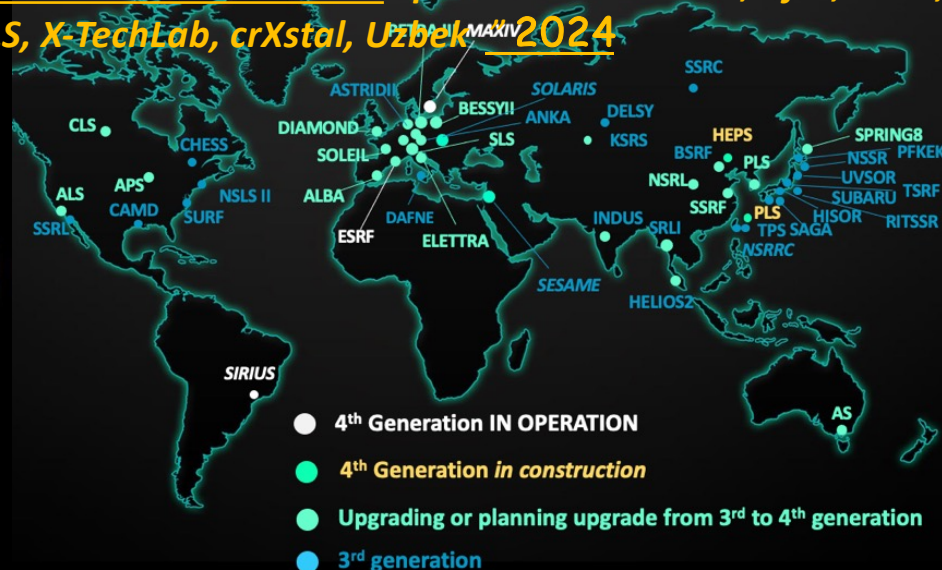 S, X-TechLab, crXstal, Uzbek " 2024
PETRA III MAXIV
SSRC
ASTRIDII
SOLARIS
BESSYII
ANKA
DELSY
CLS
DIAMOND
KSRS
HEPS
SPRING8
CHESS
SOLEIL
SLS
BSRF
PLS
NSSR
PFKEK
APS
UVSOR
ALS
NSLS II
ALBA
NSRL
SUBARU
TSRF
CAMD
SURF
DAFNE
SSRF
PLS
HISOR
RITSSR
SSRL
ESRF
ELETTRA
INDUS
SRLI
TPS SAGA
NSRRC
SESAME
HELIOS2
SIRIUS
AS
4th Generation IN OPERATION
4th Generation in construction
Upgrading or planning upgrade from 3rd to 4th generation
3rd generation